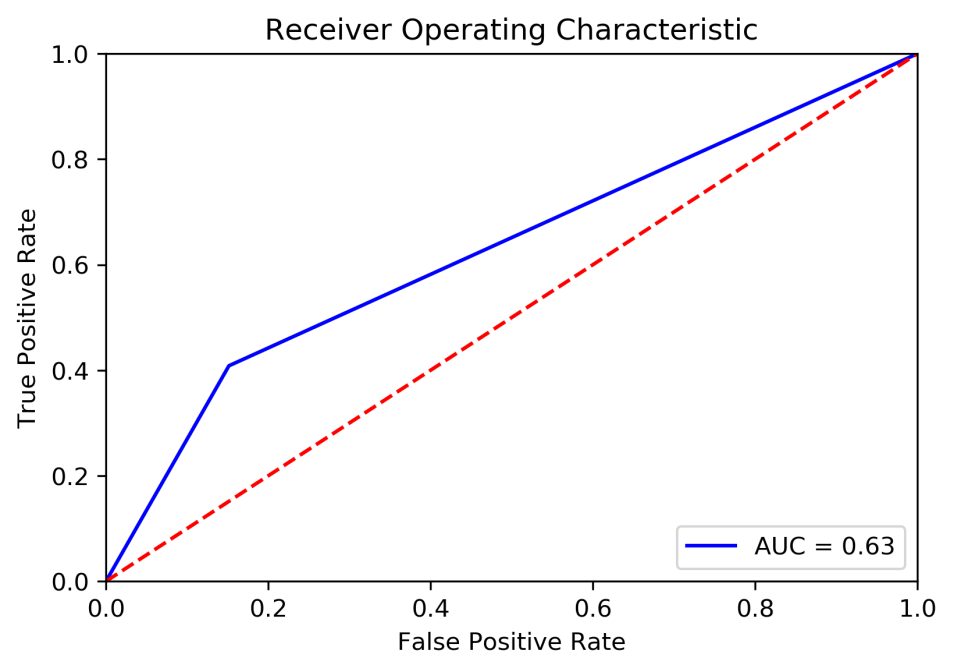 Receiver Operating Characteristic
1.0
0.8
0.6
0.4
0.2
0.0
True Positive Rate
0.0 0.2 0.4 0.6 0.8 1.0
False Positive Rate
AUC = 0.63